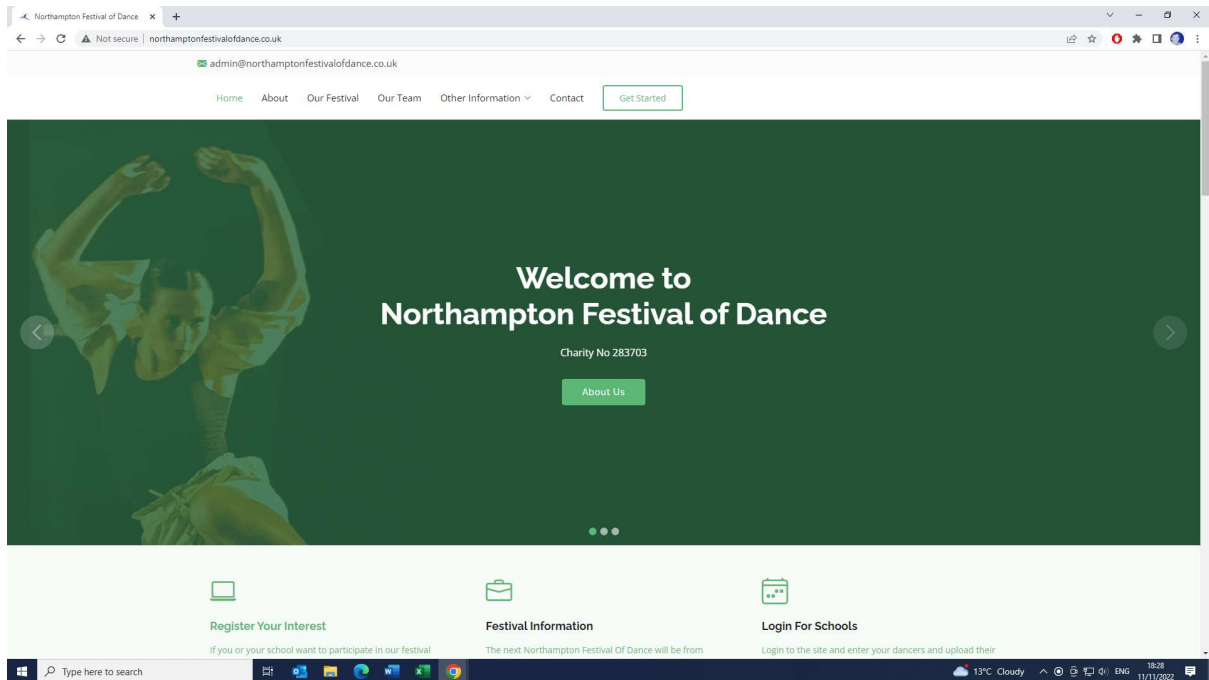 Northampton Festival of Dance
Not secure northamptonfestivalofdance.co.uk
admin@northamptonfestivalofdance.co.uk
Home About Our Festival Our Team Other Information Contact Get Started
Welcome to
Northampton Festival of Dance
Charity No 283703
About Us
Register Your Interest Festival Information Login For Schools
If you or your school want to participate in our festival The next Northampton Festival Of Dance will be from Login to the site and enter your dancers and upload their
Type here to search 13°C Cloudy ENG 18:28
11/11/2022